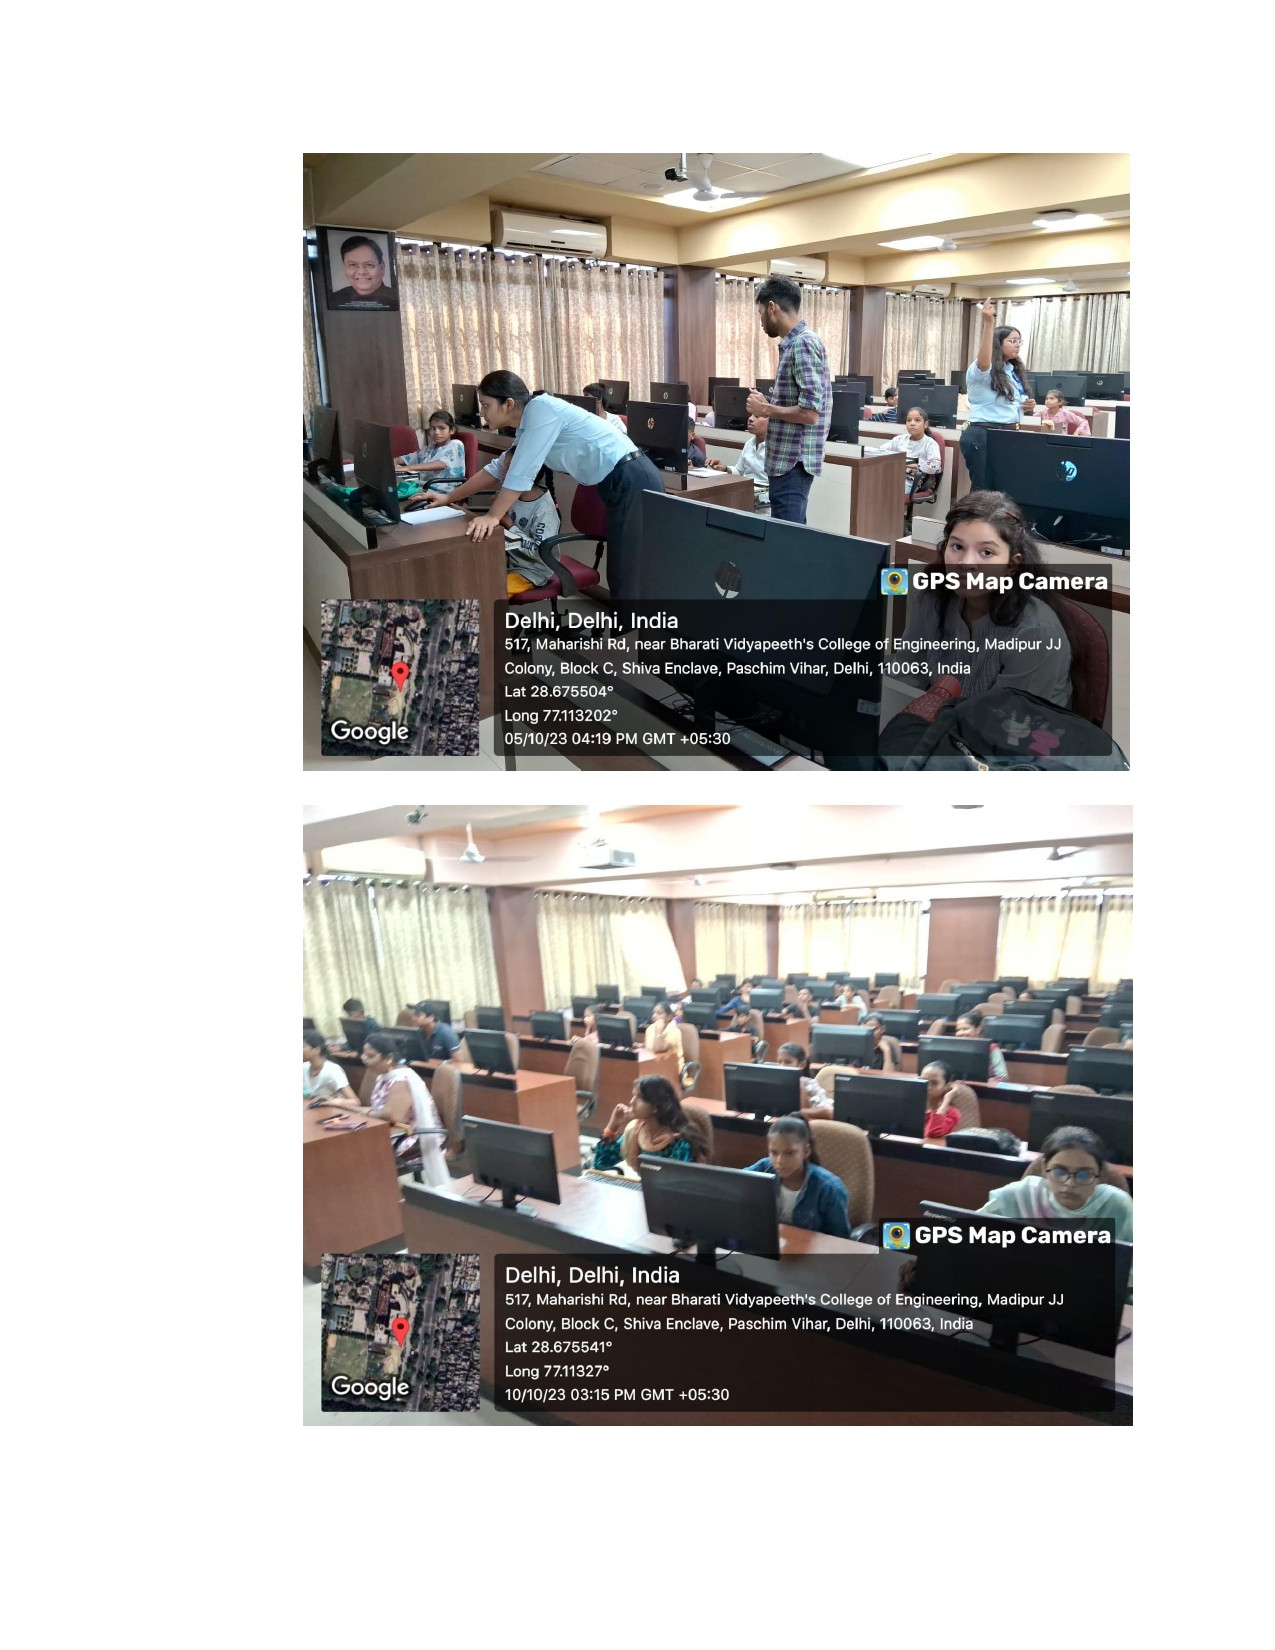 GPS Map Camera
Delhi, Delhi, India
517, Maharishi Rd, near Bharati Vidyapeeth's College of Engineering, Madipur JJ
Colony, Block C, Shiva Enclave, Paschim Vihar, Delhi, 110063, India
Lat 28.675504°
Long 77.113202°
05/10/23 04:19 PM GMT +05:30
Google
GPS Map Camera
Delhi, Delhi, India
517, Maharishi Rd, near Bharati Vidyapeeth's College of Engineering, Madipur JJ
Colony, Block C, Shiva Enclave, Paschim Vihar, Delhi, 110063, India
Lat 28.675541°
Long 77.11327°
10/10/23 03:15 PM GMT +05:30
Google